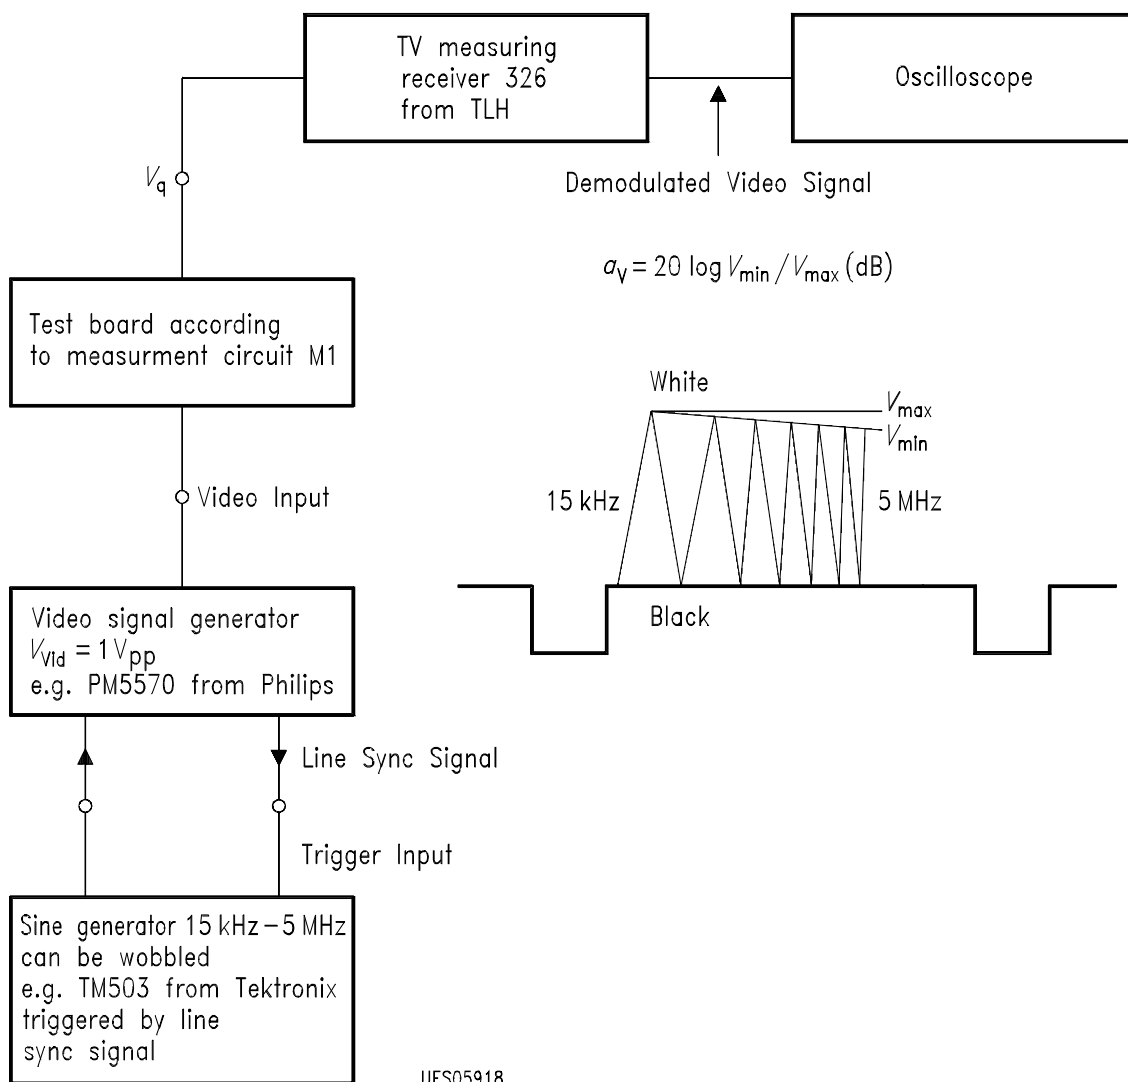 TV measuring
receiver 326
from TLH
Oscilloscope
Vq
Demodulated Video Signal
aV = 20 log Vmin / Vmax (dB)
Test board according
to measurment circuit M1
White
Vmax
Vmin
Video Input
15 kHz
5 MHz
Video signal generator
VVid = 1 Vpp
e.g. PM5570 from Philips
Black
Line Sync Signal
Trigger Input
Sine generator 15 kHz – 5 MHz
can be wobbled
e.g. TM503 from Tektronix
triggered by line
sync signal
UES05918